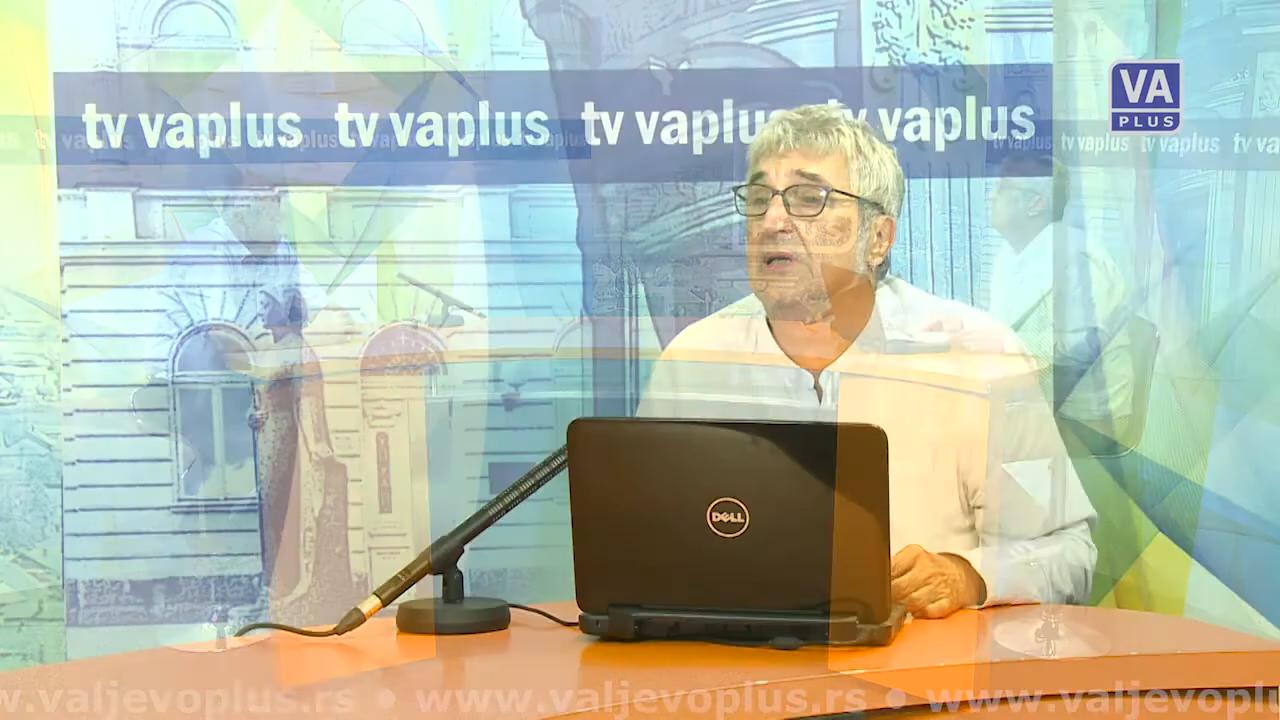 tv vaplus tv vaplus tv vaplus tv vaplus
VA
PLUS
tv vaplus tv vaplus tv va
DELL
w.valjevoplus.rs • www.valjevoplus.rs • www.valjevoplu